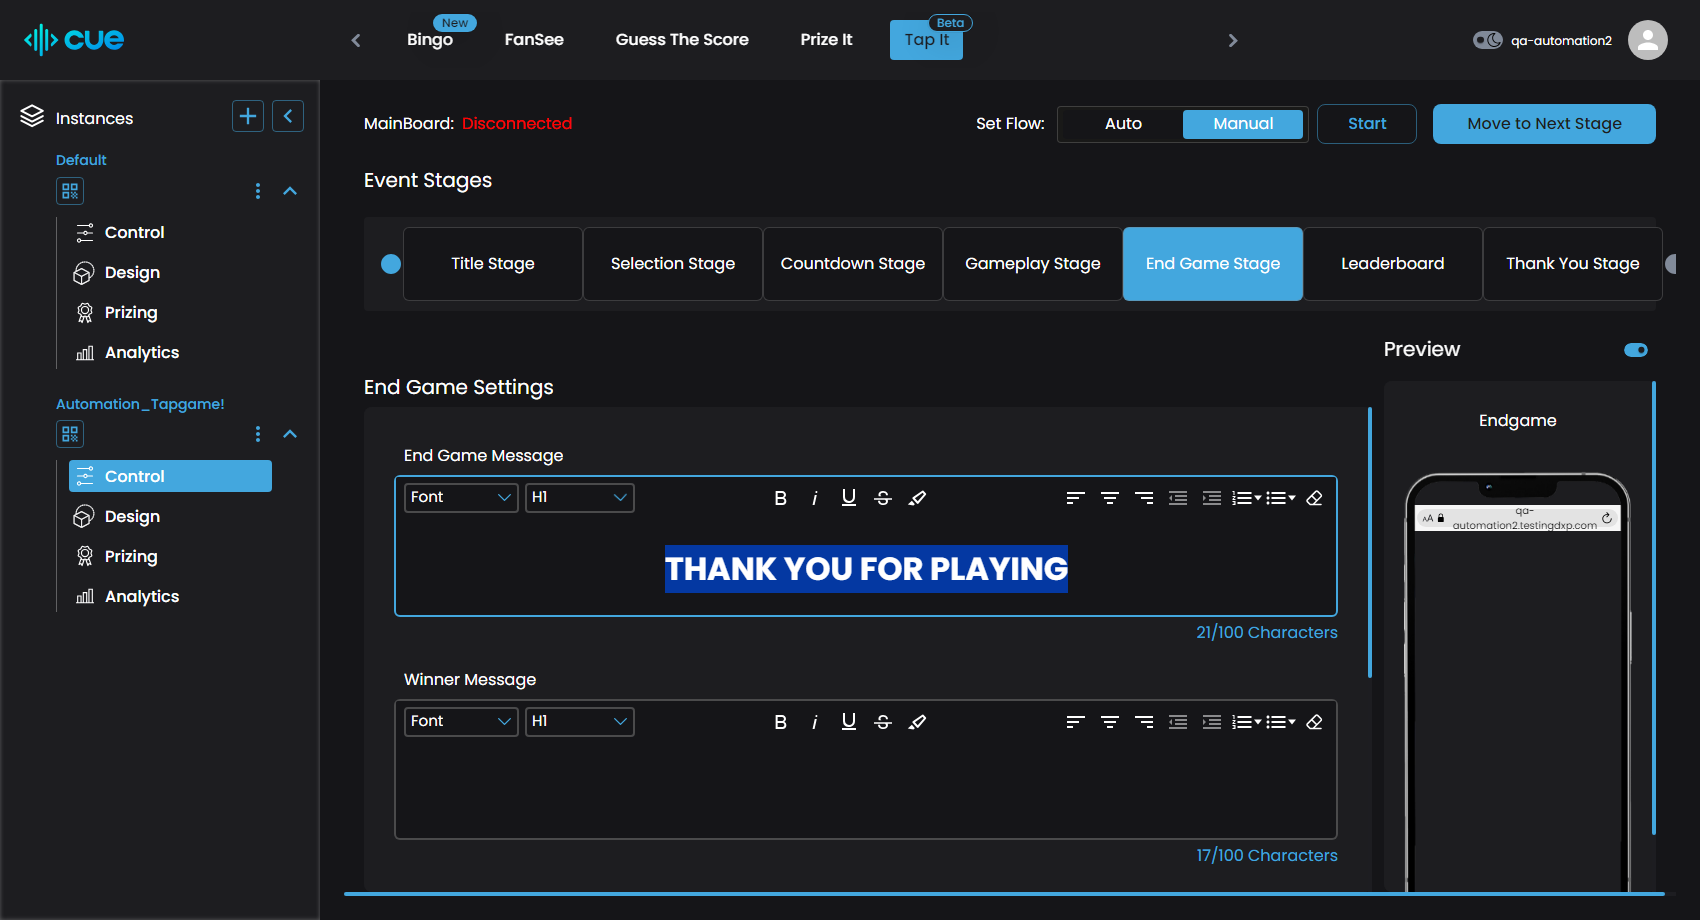 cue
Bingo
New
FanSee
Guess The Score
Prize It
Tap It
Beta
qa-automation2
Instances
Default
Control
Design
Prizing
Analytics
Automation_Tapgame!
Control
Design
Prizing
Analytics
MainBoard: Disconnected
Set Flow:
Auto
Manual
Start
Move to Next Stage
Event Stages
Title Stage
Selection Stage
Countdown Stage
Gameplay Stage
End Game Stage
Leaderboard
Thank You Stage
End Game Settings
End Game Message
Font
H1
B i U S
THANK YOU FOR PLAYING
21/100 Characters
Winner Message
Font
H1
B i U S
17/100 Characters
Preview
Endgame
AA
qa-
automation2.testingdxp.com